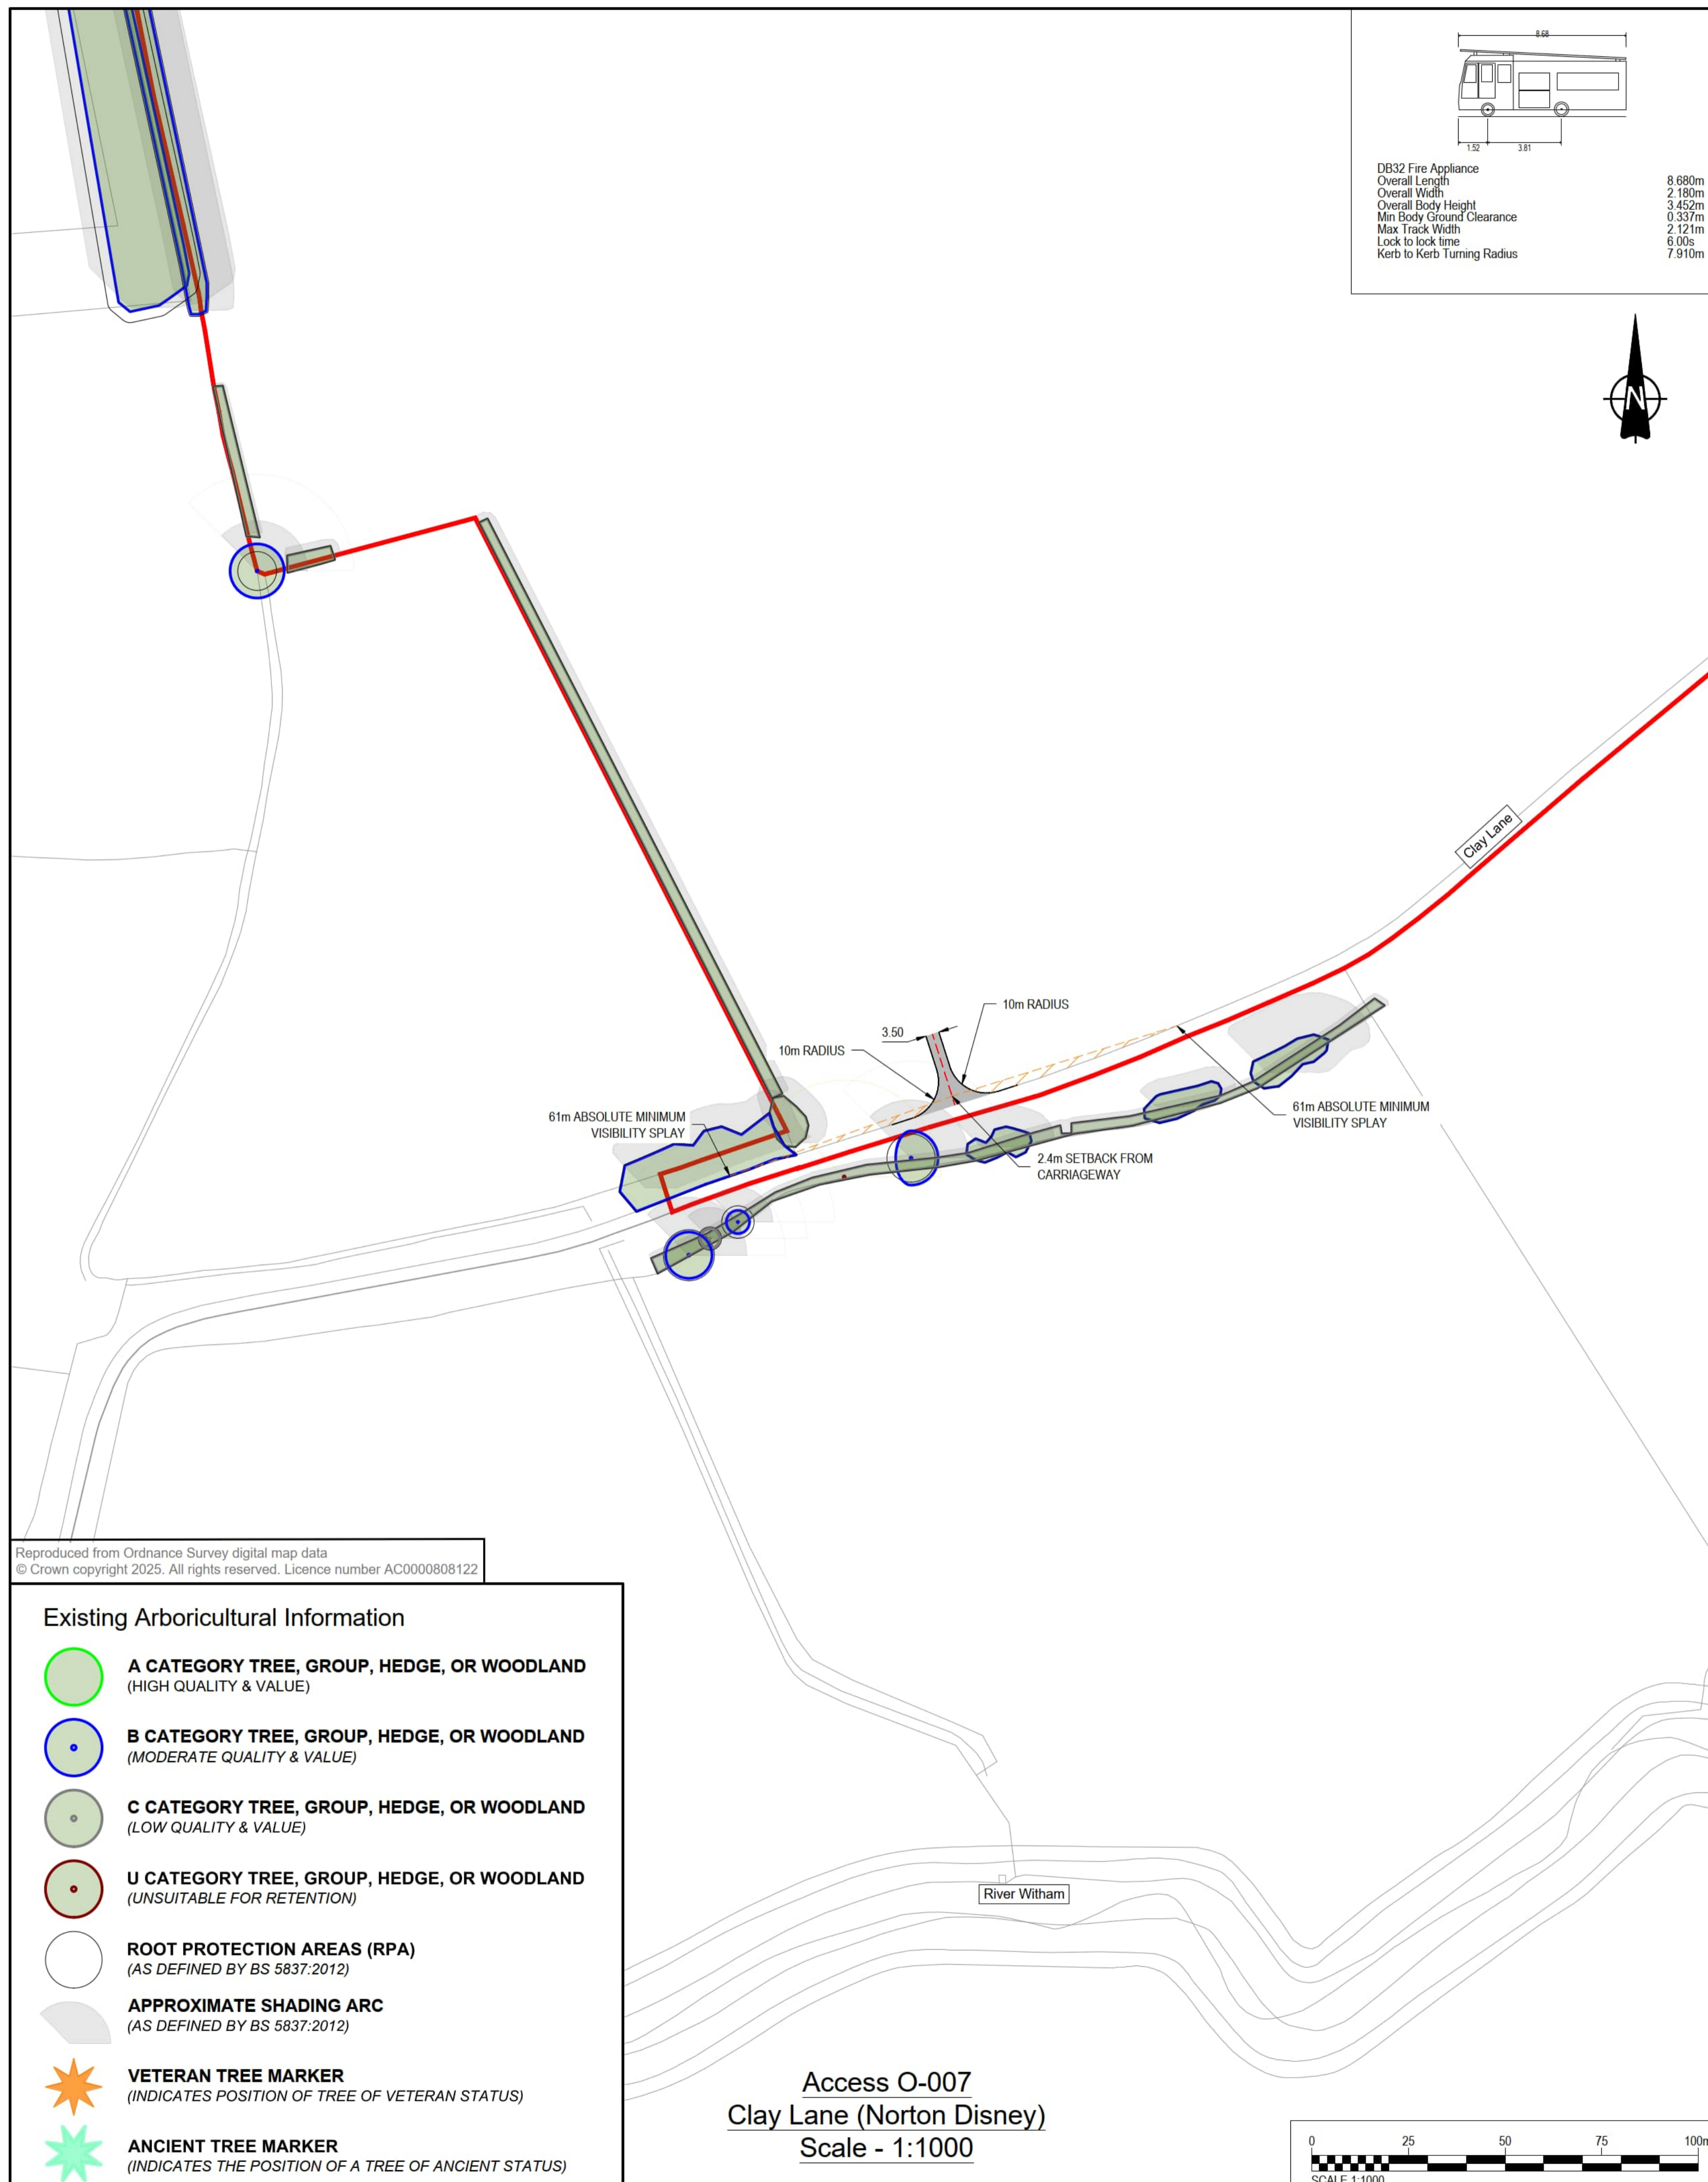 8.68
1.52
3.81
DB32 Fire Appliance
Overall Length 8.680m
Overall Width 2.180m
Overall Body Height 3.452m
Min Body Ground Clearance 0.337m
Max Track Width 2.121m
Lock to lock time 6.00s
Kerb to Kerb Turning Radius 7.910m
N
Clay Lane
10m RADIUS
3.50
10m RADIUS
61m ABSOLUTE MINIMUM
VISIBILITY SPLAY
61m ABSOLUTE MINIMUM
VISIBILITY SPLAY
2.4m SETBACK FROM
CARRIAGEWAY
Reproduced from Ordnance Survey digital map data
© Crown copyright 2025. All rights reserved. Licence number AC0000808122
Existing Arboricultural Information
A CATEGORY TREE, GROUP, HEDGE, OR WOODLAND
(HIGH QUALITY & VALUE)
B CATEGORY TREE, GROUP, HEDGE, OR WOODLAND
(MODERATE QUALITY & VALUE)
C CATEGORY TREE, GROUP, HEDGE, OR WOODLAND
(LOW QUALITY & VALUE)
U CATEGORY TREE, GROUP, HEDGE, OR WOODLAND
(UNSUITABLE FOR RETENTION)
ROOT PROTECTION AREAS (RPA)
(AS DEFINED BY BS 5837:2012)
APPROXIMATE SHADING ARC
(AS DEFINED BY BS 5837:2012)
VETERAN TREE MARKER
(INDICATES POSITION OF TREE OF VETERAN STATUS)
ANCIENT TREE MARKER
(INDICATES THE POSITION OF A TREE OF ANCIENT STATUS)
River Witham
Access O-007
Clay Lane (Norton Disney)
Scale - 1:1000
0 25 50 75 100m
SCALE 1:1000